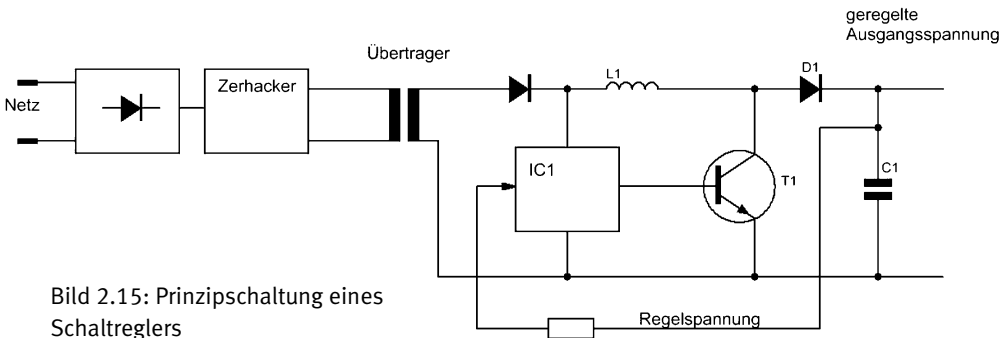 geregelte
Ausgangsspannung
Übertrager
L1
D1
Netz
Zerhacker
IC1
T1
C1
Bild 2.15: Prinzipschaltung eines
Schaltreglers
Regelspannung